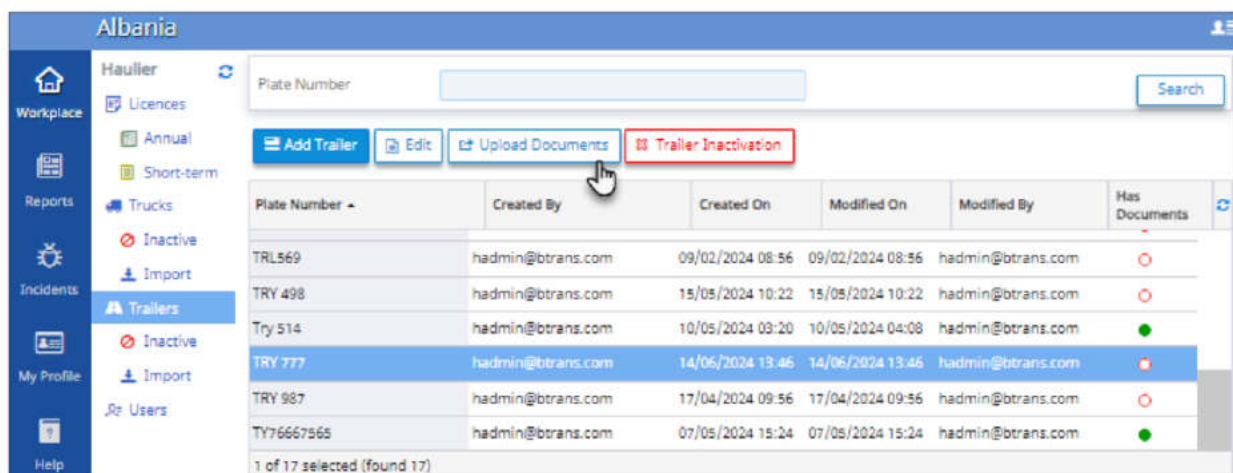 Albania
Workplace
Reports
Incidents
My Profile
Help
Haulier
Licences
Annual
Short-term
Trucks
Inactive
Import
Trailers
Inactive
Import
Users
Plate Number
Search
Add Trailer Edit Upload Documents Trailer Inactivation
Plate Number Created By Created On Modified On Modified By Has Documents
TRL569 hadmin@btrans.com 09/02/2024 08:56 09/02/2024 08:56 hadmin@btrans.com
TRY 498 hadmin@btrans.com 15/05/2024 10:22 15/05/2024 10:22 hadmin@btrans.com
Try 514 hadmin@btrans.com 10/05/2024 03:20 10/05/2024 04:08 hadmin@btrans.com
TRY 777 hadmin@btrans.com 14/06/2024 13:46 14/06/2024 13:46 hadmin@btrans.com
TRY 987 hadmin@btrans.com 17/04/2024 09:56 17/04/2024 09:56 hadmin@btrans.com
TY76667565 hadmin@btrans.com 07/05/2024 15:24 07/05/2024 15:24 hadmin@btrans.com
1 of 17 selected (found 17)